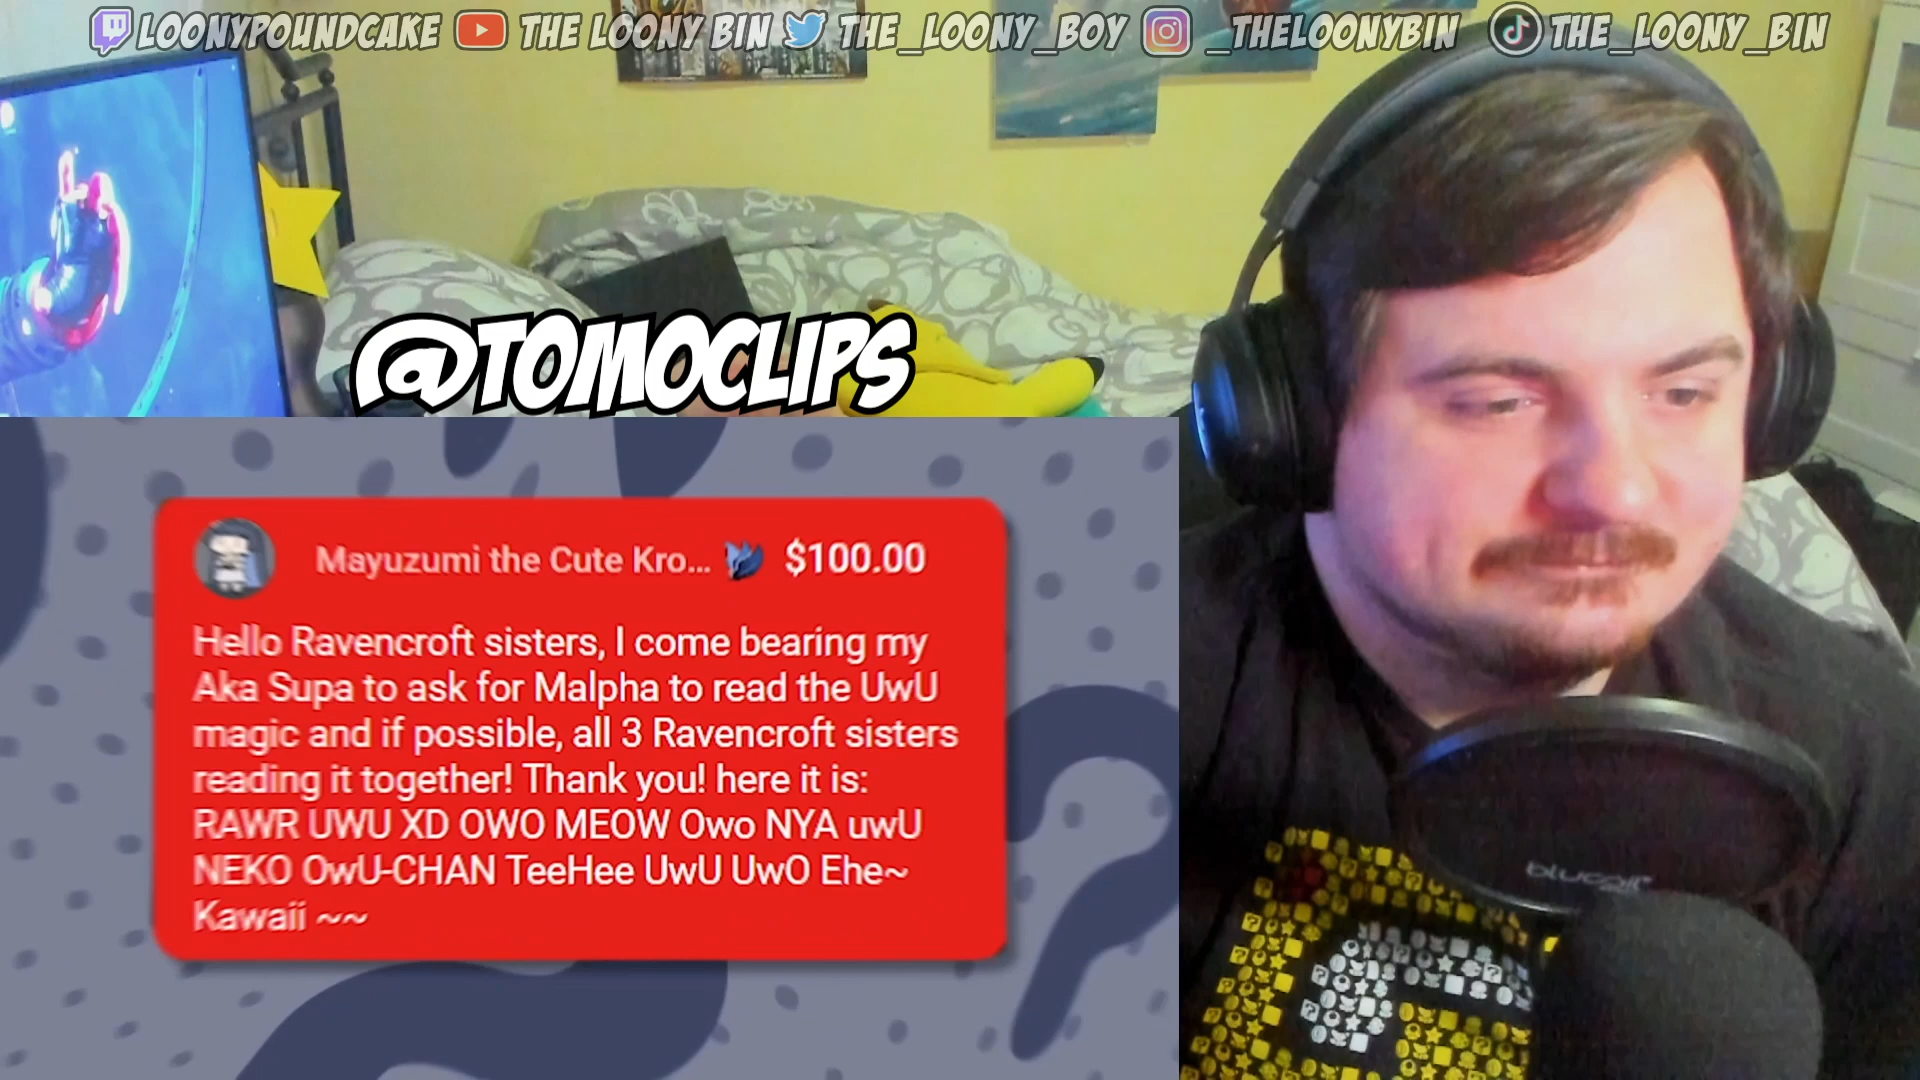 LOONYPOUNDCAKE THE LOONY BIN THE_LOONY_BOY _THELOONYBIN THE_LOONY_BIN
@TOMOCLIPS
Mayuzumi the Cute Kro... $100.00
Hello Ravencroft sisters, I come bearing my
Aka Supa to ask for Malpha to read the UwU
magic and if possible, all 3 Ravencroft sisters
reading it together! Thank you! here it is:
RAWR UWU XD OWO MEOW Owo NYA uwU
NEKO OwU-CHAN TeeHee UwU UwO Ehe~
Kawaii ~~